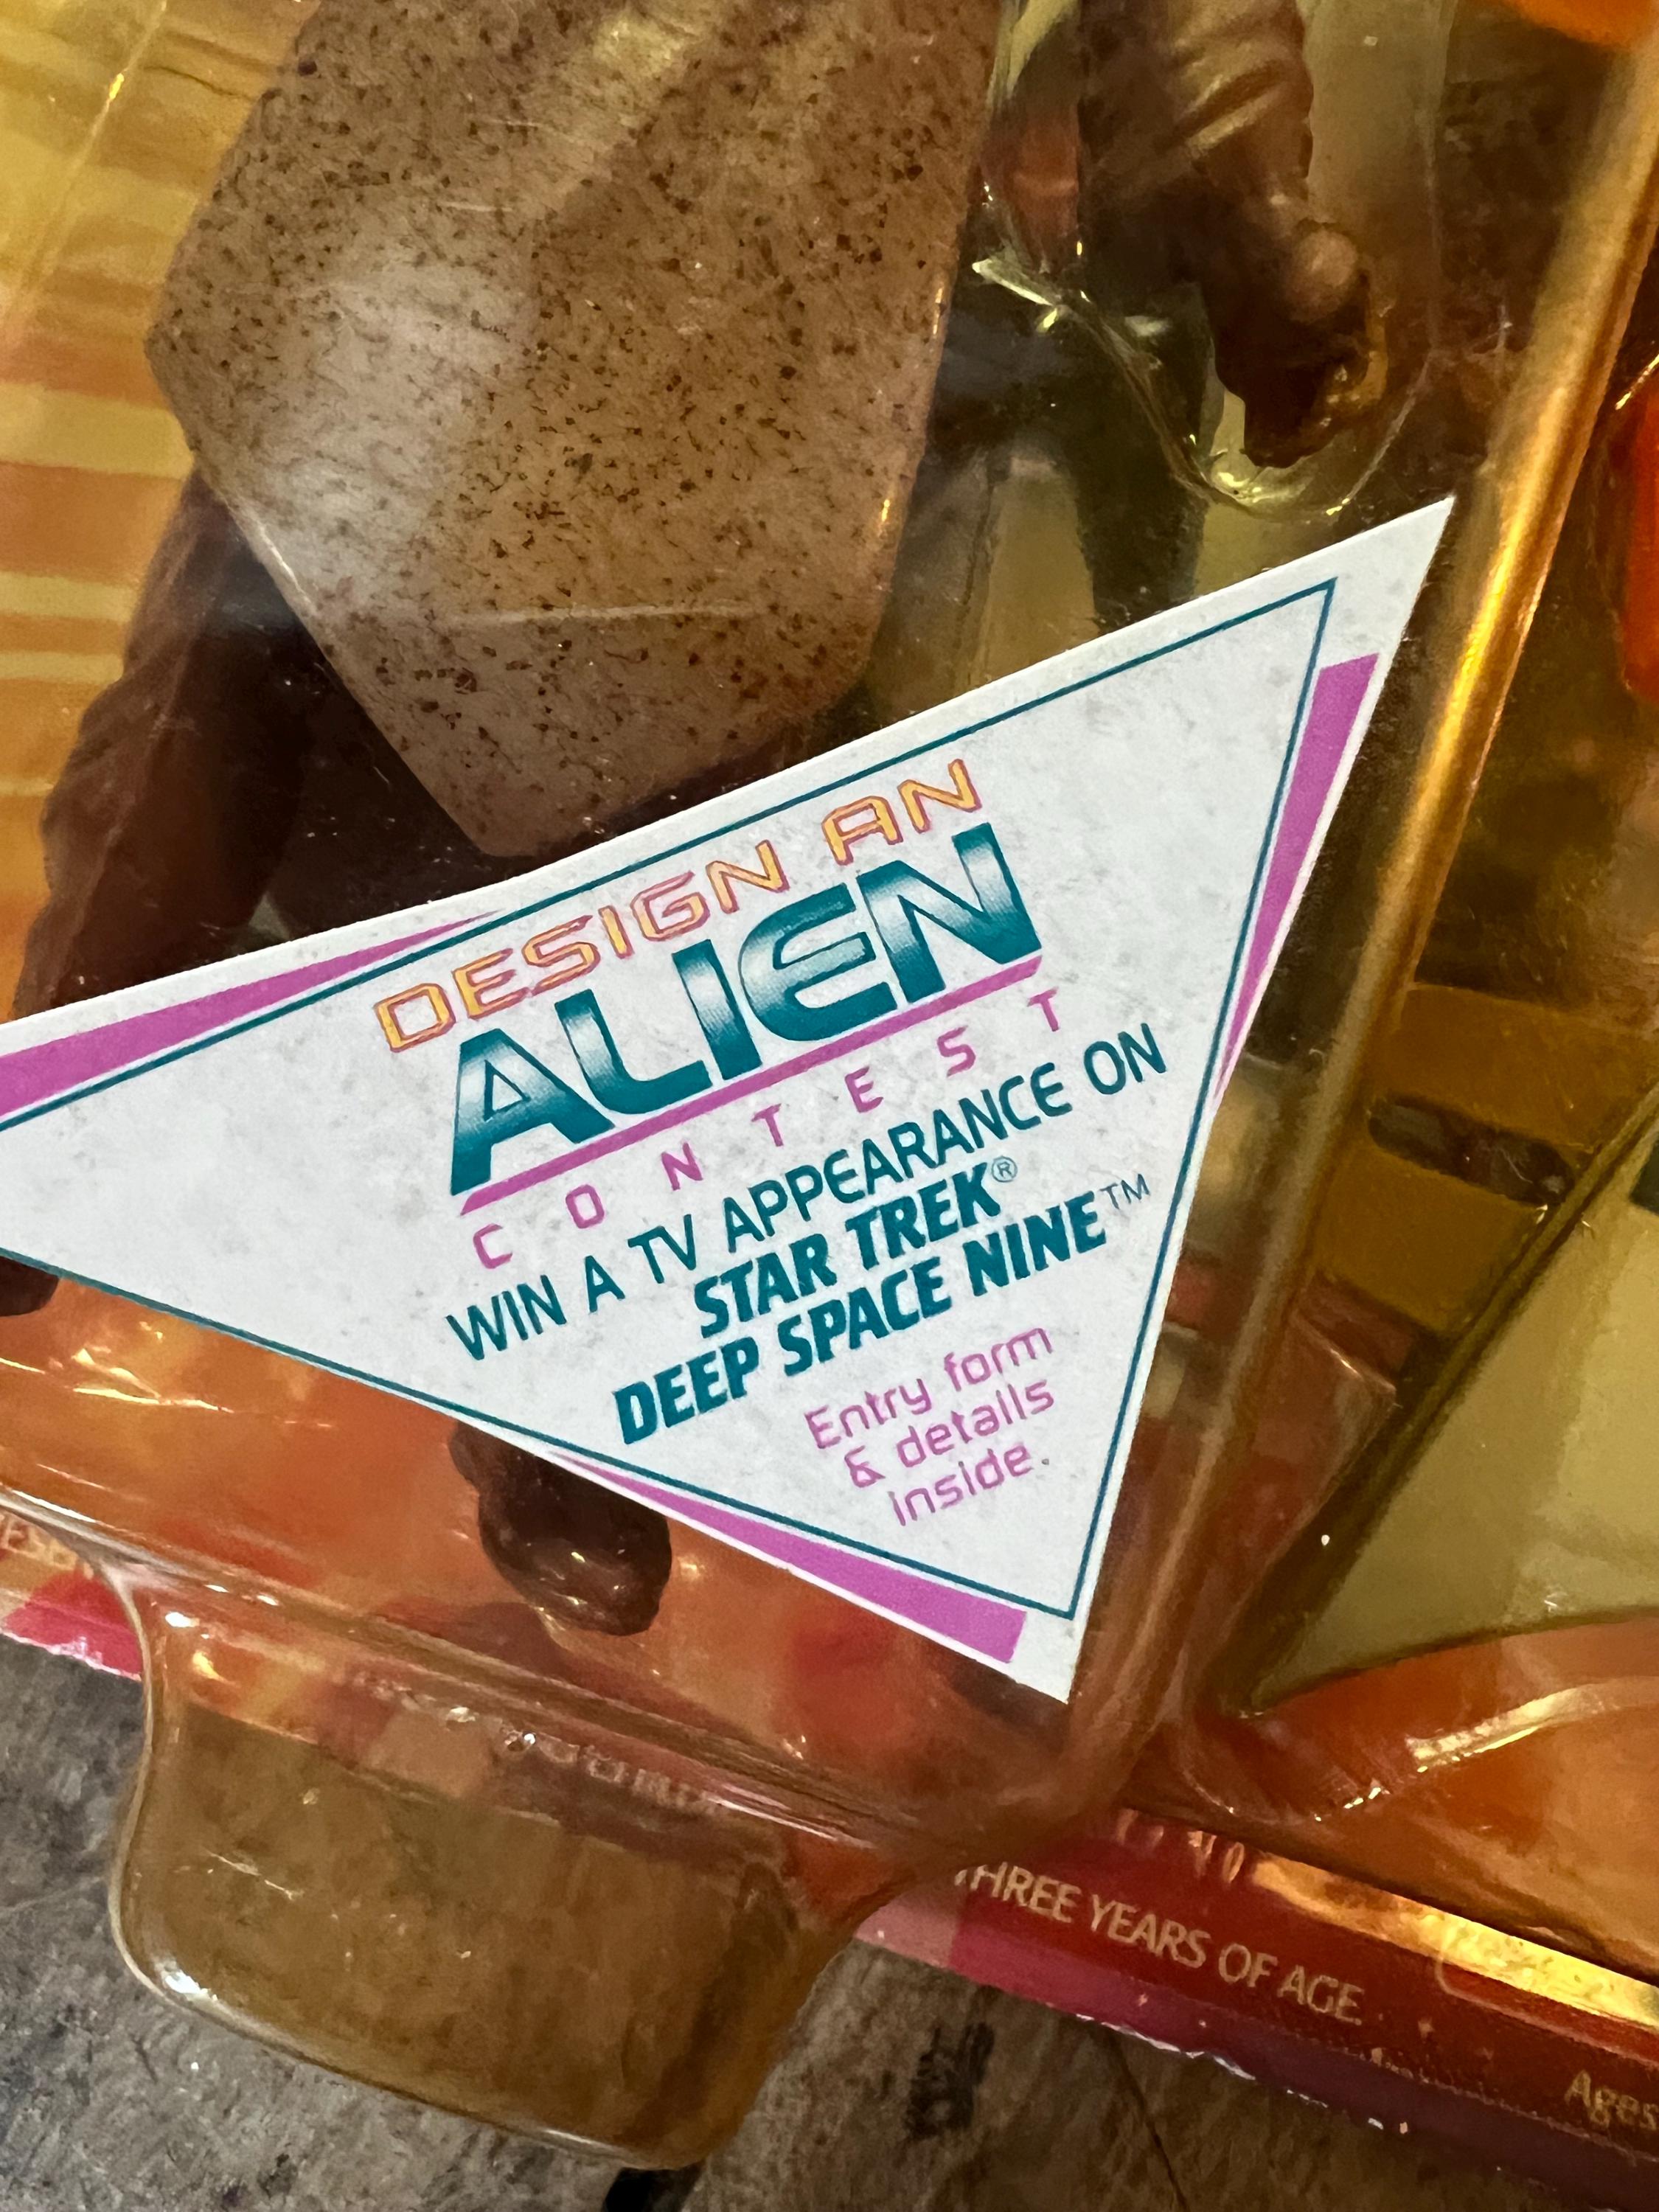 DESIGN AN
ALIEN
CONTEST
WIN A TV APPEARANCE ON
STAR TREK®
DEEP SPACE NINE™
Entry form
& details
inside.
THREE YEARS OF AGE
Ages